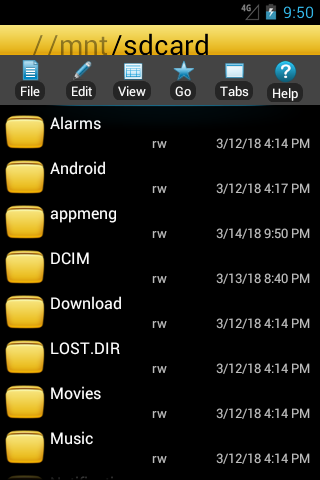 4G 9:50
//mnt/sdcard
File Edit View Go Tabs Help
Alarms
rw 3/12/18 4:14 PM
Android
rw 3/12/18 4:17 PM
appmeng
rw 3/14/18 9:50 PM
DCIM
rw 3/13/18 8:40 PM
Download
rw 3/12/18 4:14 PM
LOST.DIR
rw 3/12/18 4:14 PM
Movies
rw 3/12/18 4:14 PM
Music
rw 3/12/18 4:14 PM